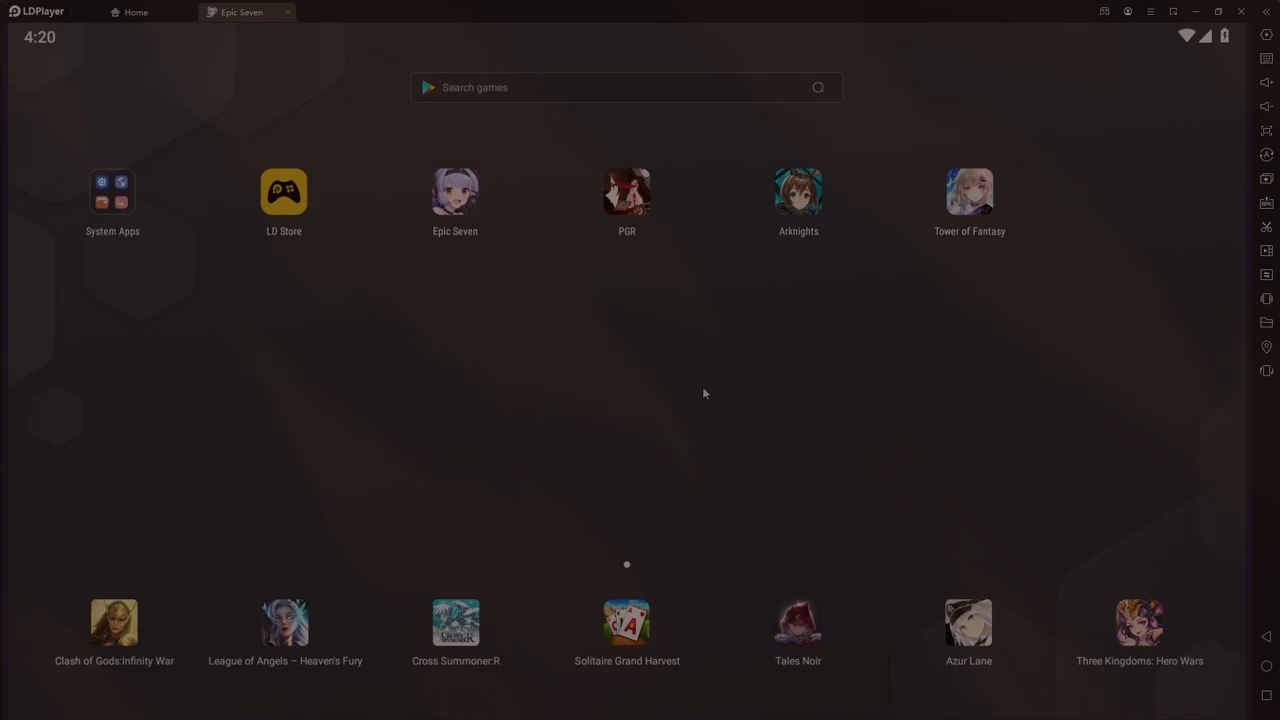 LDPlayer
Home
Epic Seven
4:20
Search games
System Apps
LD Store
Epic Seven
PGR
Arknights
Tower of Fantasy
Clash of Gods:Infinity War
League of Angels – Heaven's Fury
Cross Summoner:R
Solitaire Grand Harvest
Tales Noir
Azur Lane
Three Kingdoms: Hero Wars